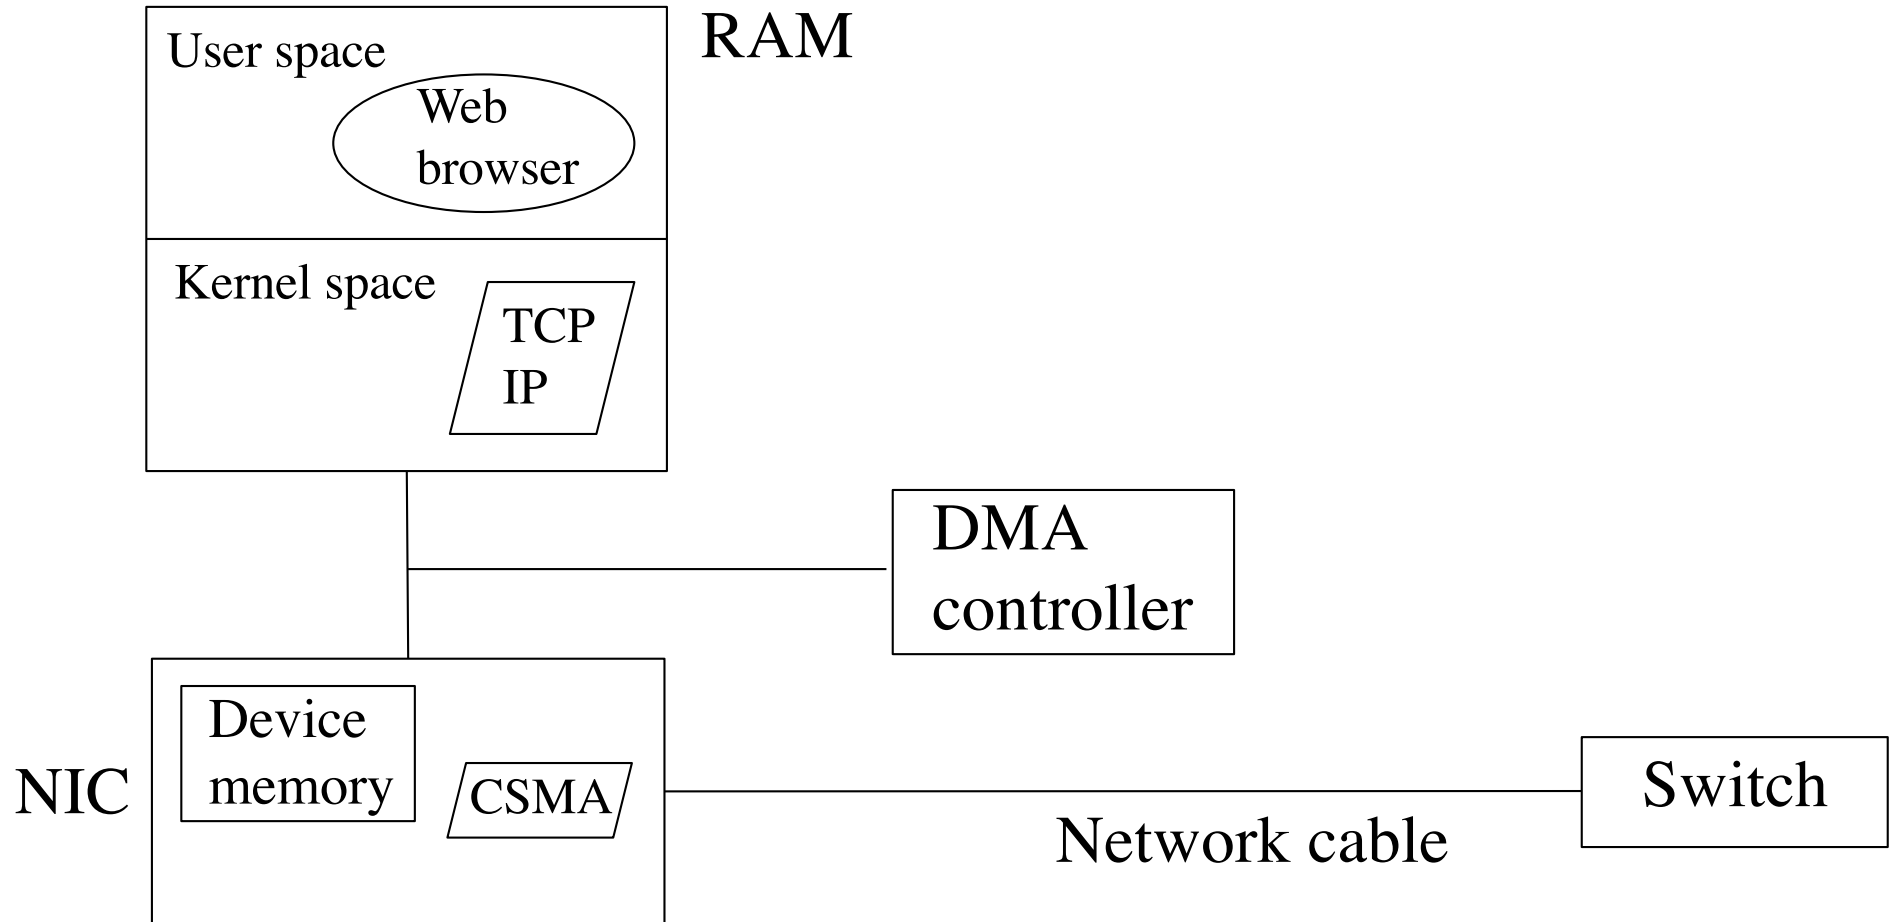 User space
RAM
Web
browser
Kernel space
TCP
IP
DMA
controller
Device
memory
NIC
CSMA
Switch
Network cable